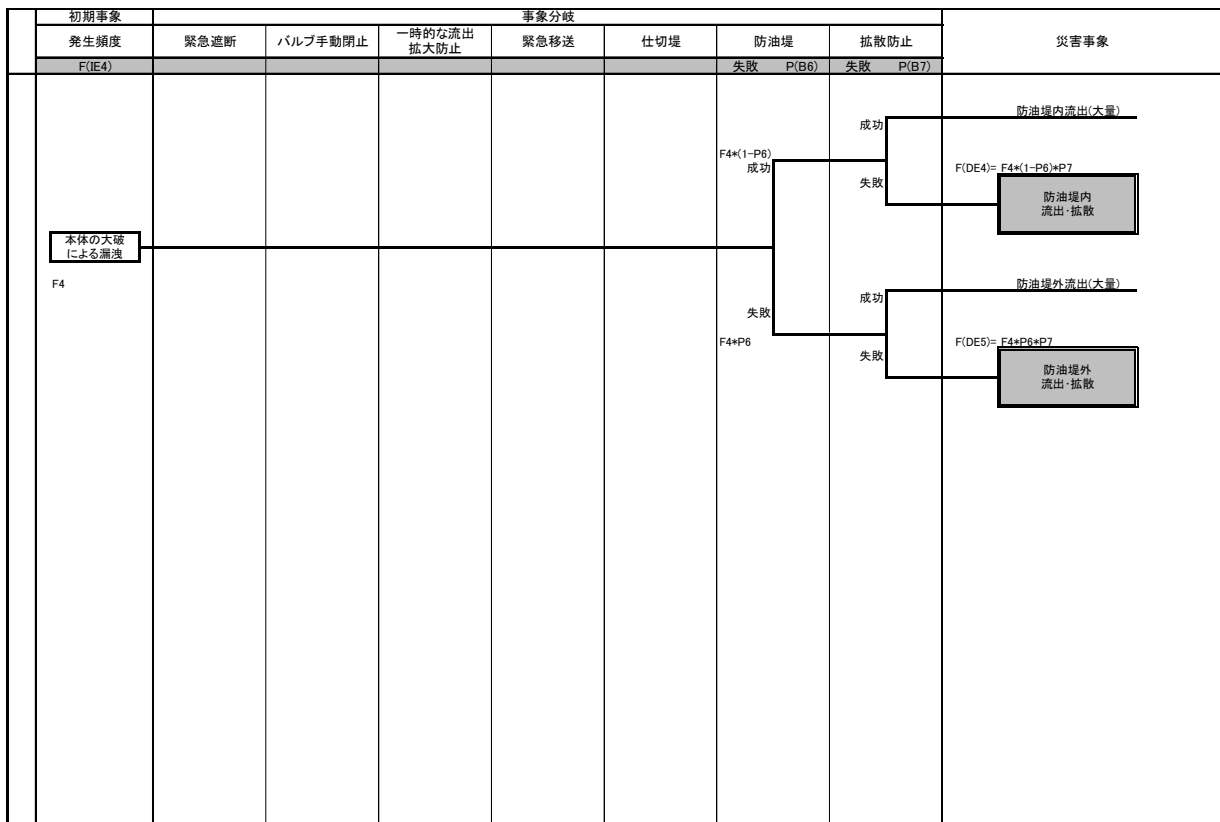 初期事象
事象分岐
発生頻度
緊急遮断
バルブ手動閉止
一時的な流出
拡大防止
緊急移送
仕切堤
防油堤
拡散防止
災害事象
F(IE4)
失敗 P(B6)
失敗 P(B7)
防油堤内流出(大量)
成功
F4*(1-P6)
成功
失敗
F(DE4)= F4*(1-P6)*P7
防油堤内
流出・拡散
本体の大破
による漏洩
F4
防油堤外流出(大量)
成功
失敗
F4*P6
失敗
F(DE5)= F4*P6*P7
防油堤外
流出・拡散